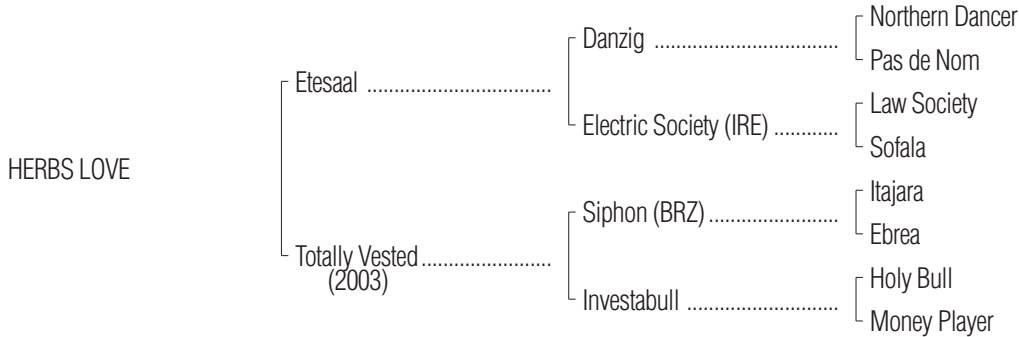 Northern Dancer
Danzig ..................................
Pas de Nom
Etesaal ..................................
Law Society
Electric Society (IRE) ............
Sofala
HERBS LOVE
Itajara
Siphon (BRZ) ........................
Ebrea
Totally Vested ........................
(2003)
Holy Bull
Investabull ............................
Money Player